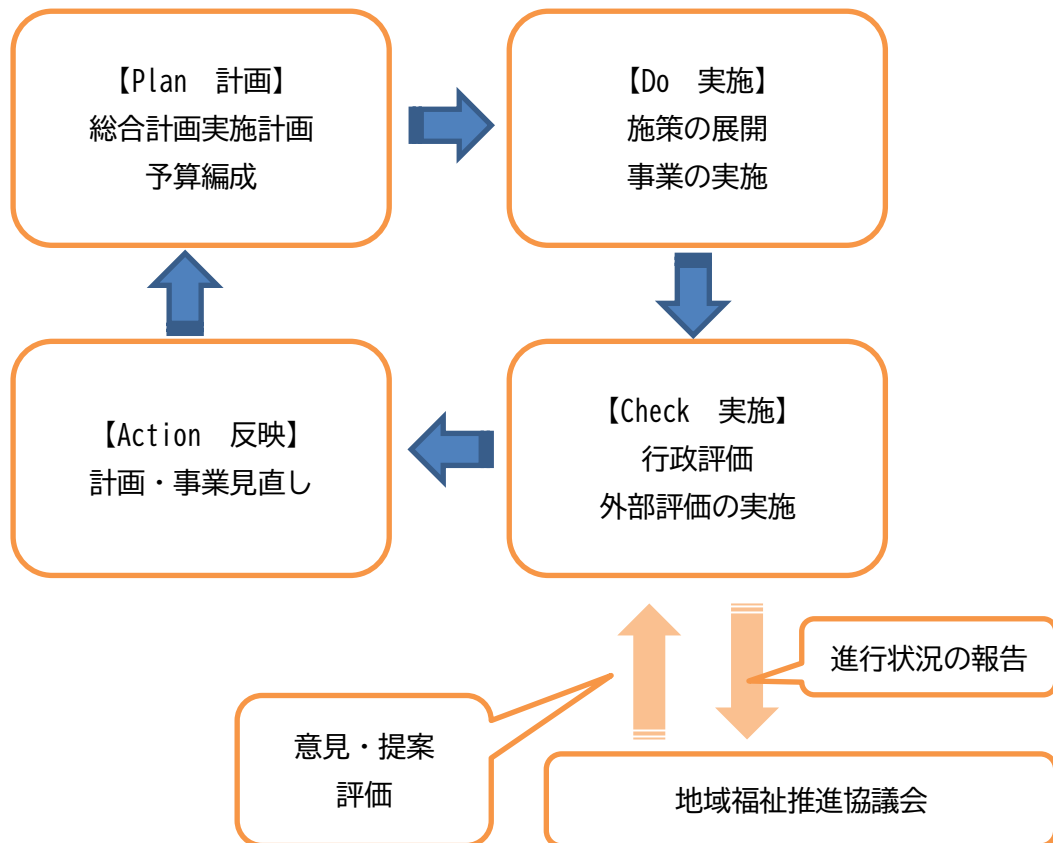 【Plan 計画】
総合計画実施計画
予算編成
【Do 実施】
施策の展開
事業の実施
【Action 反映】
計画・事業見直し
【Check 実施】
行政評価
外部評価の実施
進行状況の報告
意見・提案
評価
地域福祉推進協議会